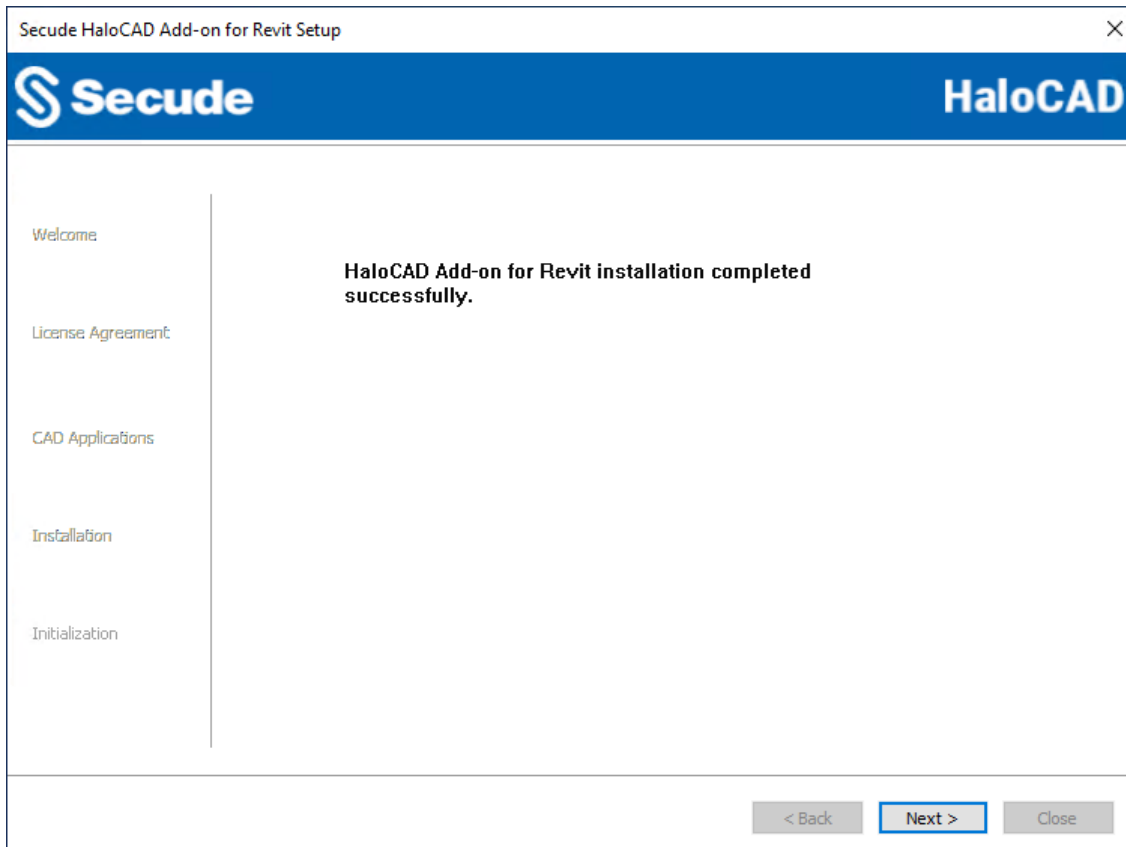 Secude HaloCAD Add-on for Revit Setup
Secude
HaloCAD
Welcome
License Agreement
CAD Applications
Installation
Initialization
HaloCAD Add-on for Revit installation completed
successfully.
< Back
Next >
Close